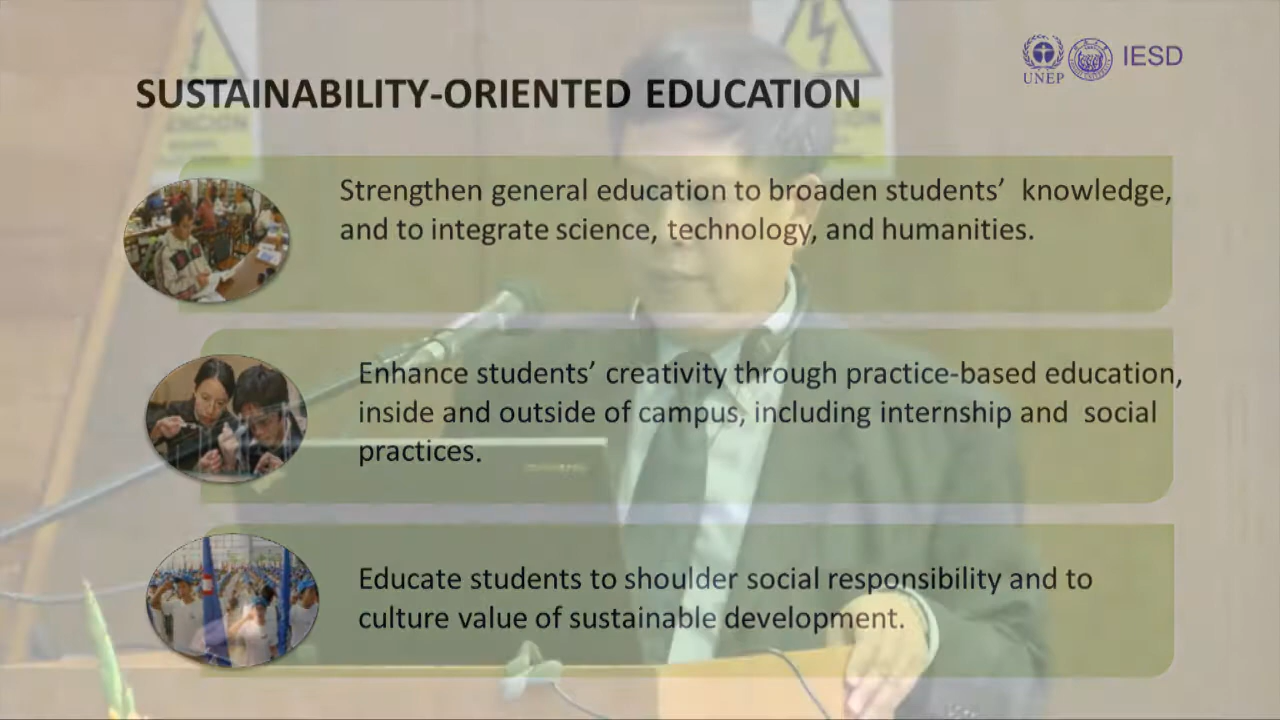 UNEP
IESD
SUSTAINABILITY-ORIENTED EDUCATION
Strengthen general education to broaden students’ knowledge,
and to integrate science, technology, and humanities.
Enhance students’ creativity through practice-based education,
inside and outside of campus, including internship and social
practices.
Educate students to shoulder social responsibility and to
culture value of sustainable development.